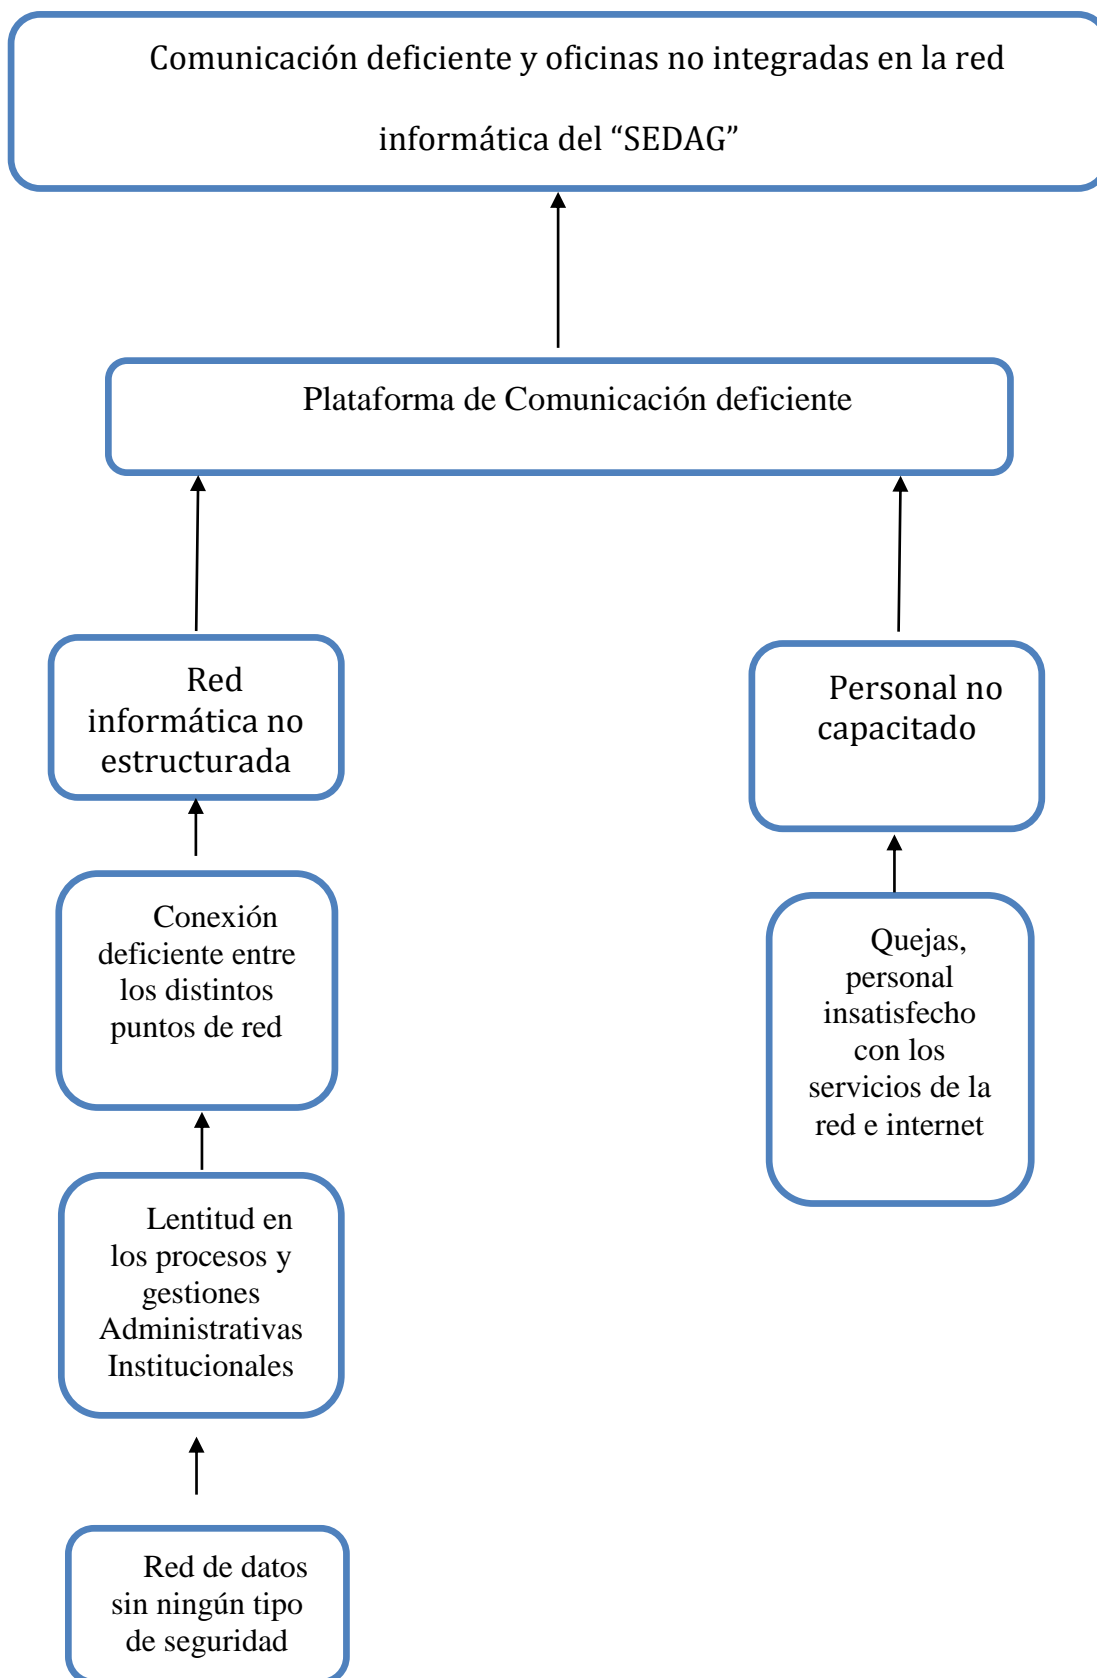 Comunicación deficiente y oficinas no integradas en la red
informática del “SEDAG”
Plataforma de Comunicación deficiente
Red
informática no
estructurada
Personal no
capacitado
Conexión
deficiente entre
los distintos
puntos de red
Quejas,
personal
insatisfecho
con los
servicios de la
red e internet
Lentitud en
los procesos y
gestiones
Administrativas
Institucionales
Red de datos
sin ningún tipo
de seguridad